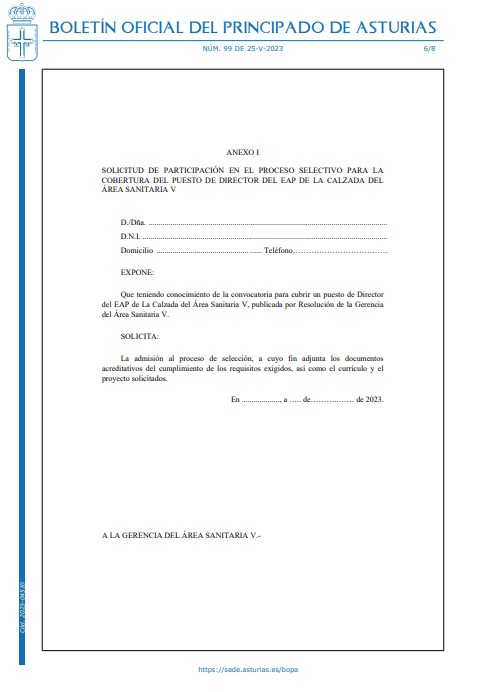 BOLETÍN OFICIAL DEL PRINCIPADO DE ASTURIAS
NÚM. 99 DE 25-V-2023 6/8
ANEXO I
SOLICITUD DE PARTICIPACIÓN EN EL PROCESO SELECTIVO PARA LA
COBERTURA DEL PUESTO DE DIRECTOR DEL EAP DE LA CALZADA DEL
ÁREA SANITARIA V
D./Dña. ........................................................................................................................
D.N.I. ...........................................................................................................................
Domicilio .............................................. ...... Teléfono……………………………….
EXPONE:
Que teniendo conocimiento de la convocatoria para cubrir un puesto de Director
del EAP de La Calzada del Área Sanitaria V, publicada por Resolución de la Gerencia
del Área Sanitaria V.
SOLICITA:
La admisión al proceso de selección, a cuyo fin adjunta los documentos
acreditativos del cumplimiento de los requisitos exigidos, así como el currículo y el
proyecto solicitados.
En ..................., a ….. de……………. de 2023.
A LA GERENCIA DEL ÁREA SANITARIA V.-
Cód. 2023-04510
https://sede.asturias.es/bopa